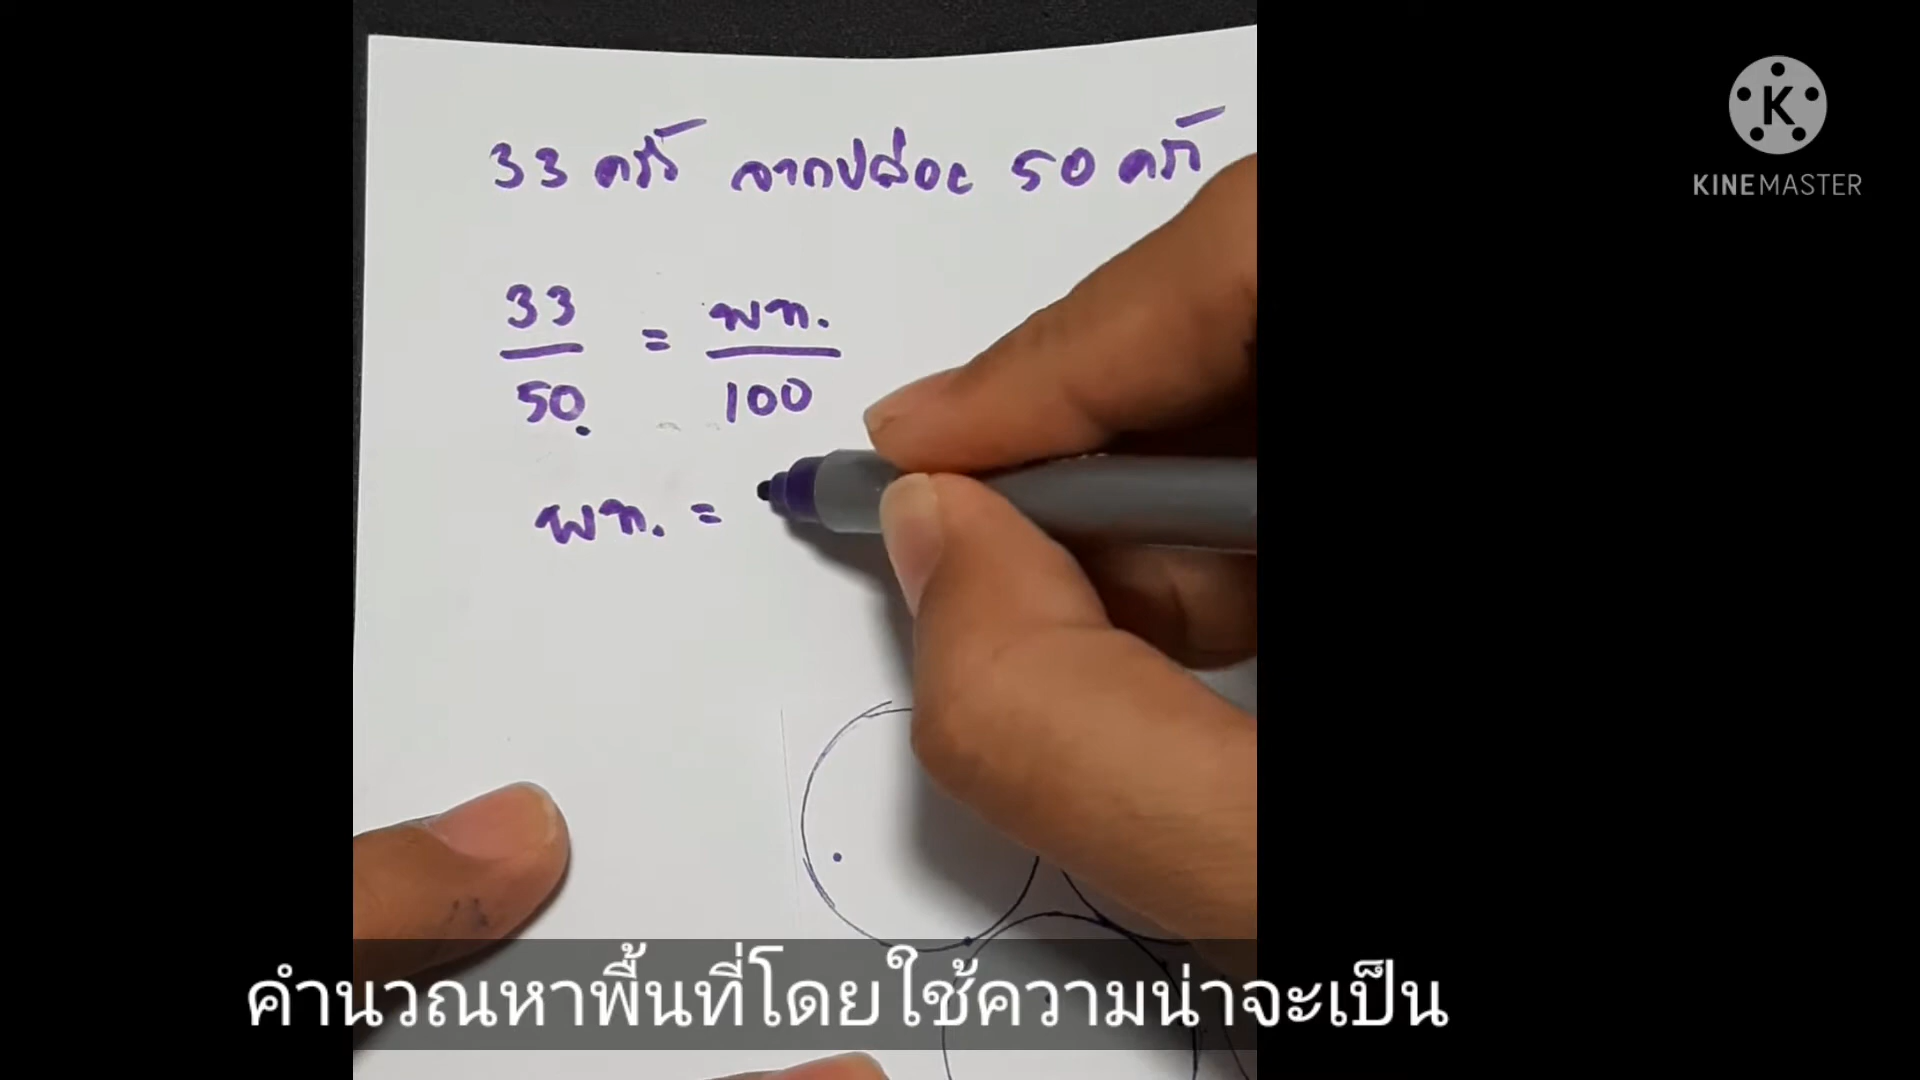 33 ครั้ง จากปล่อย 50 ครั้ง
33 = พท.
50 100
พท. =
KINEMASTER
คำนวณหาพื้นที่โดยใช้ความน่าจะเป็น